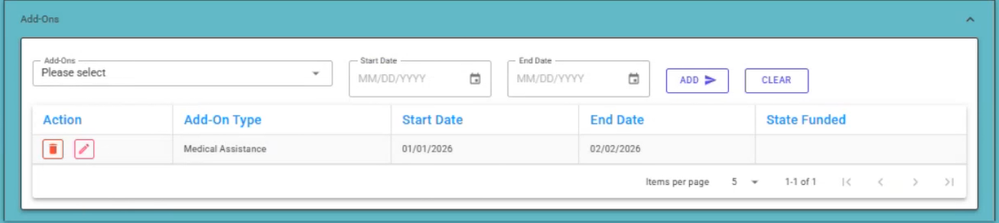 Add-Ons
Add-Ons
Please select
Start Date
MM/DD/YYYY
End Date
MM/DD/YYYY
ADD
CLEAR
Action Add-On Type Start Date End Date State Funded
Medical Assistance 01/01/2026 02/02/2026
Items per page 5 1-1 of 1